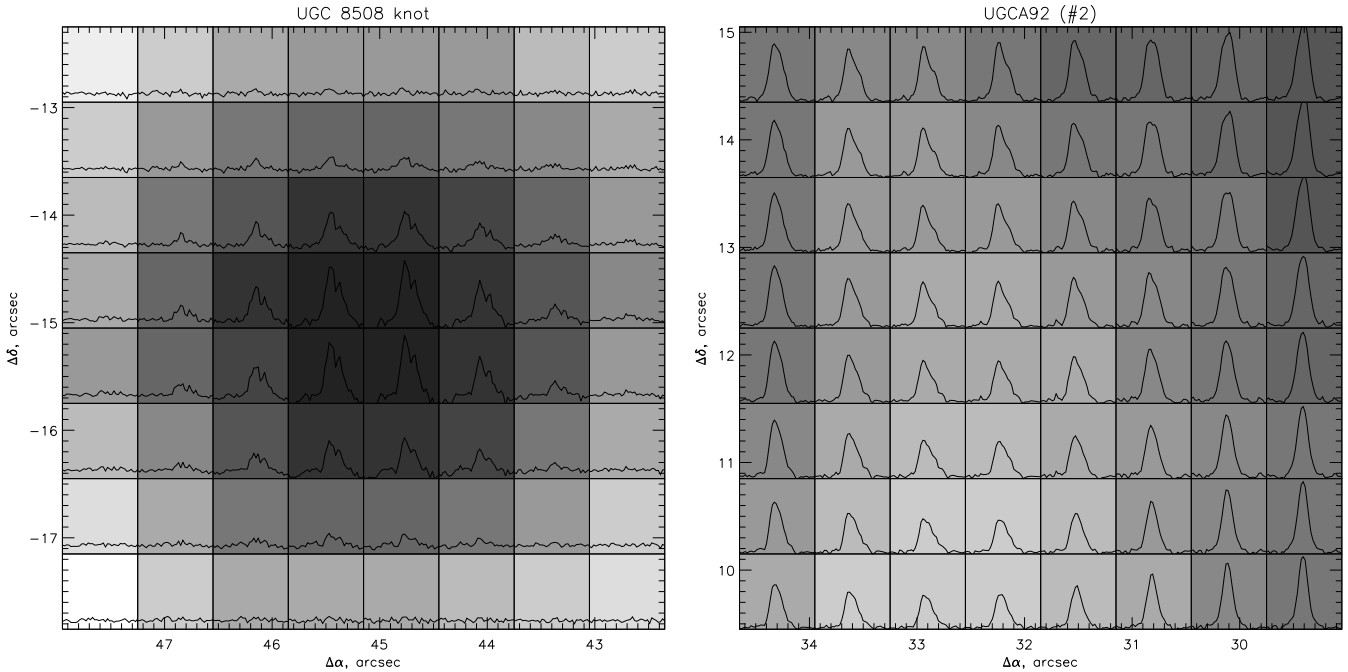 UGC 8508 knot
−13
−14
−15
−16
−17
Δδ, arcsec
47 46 45 44 43
Δα, arcsec
UGCA92 (#2)
15
14
13
12
11
10
Δδ, arcsec
34 33 32 31 30
Δα, arcsec